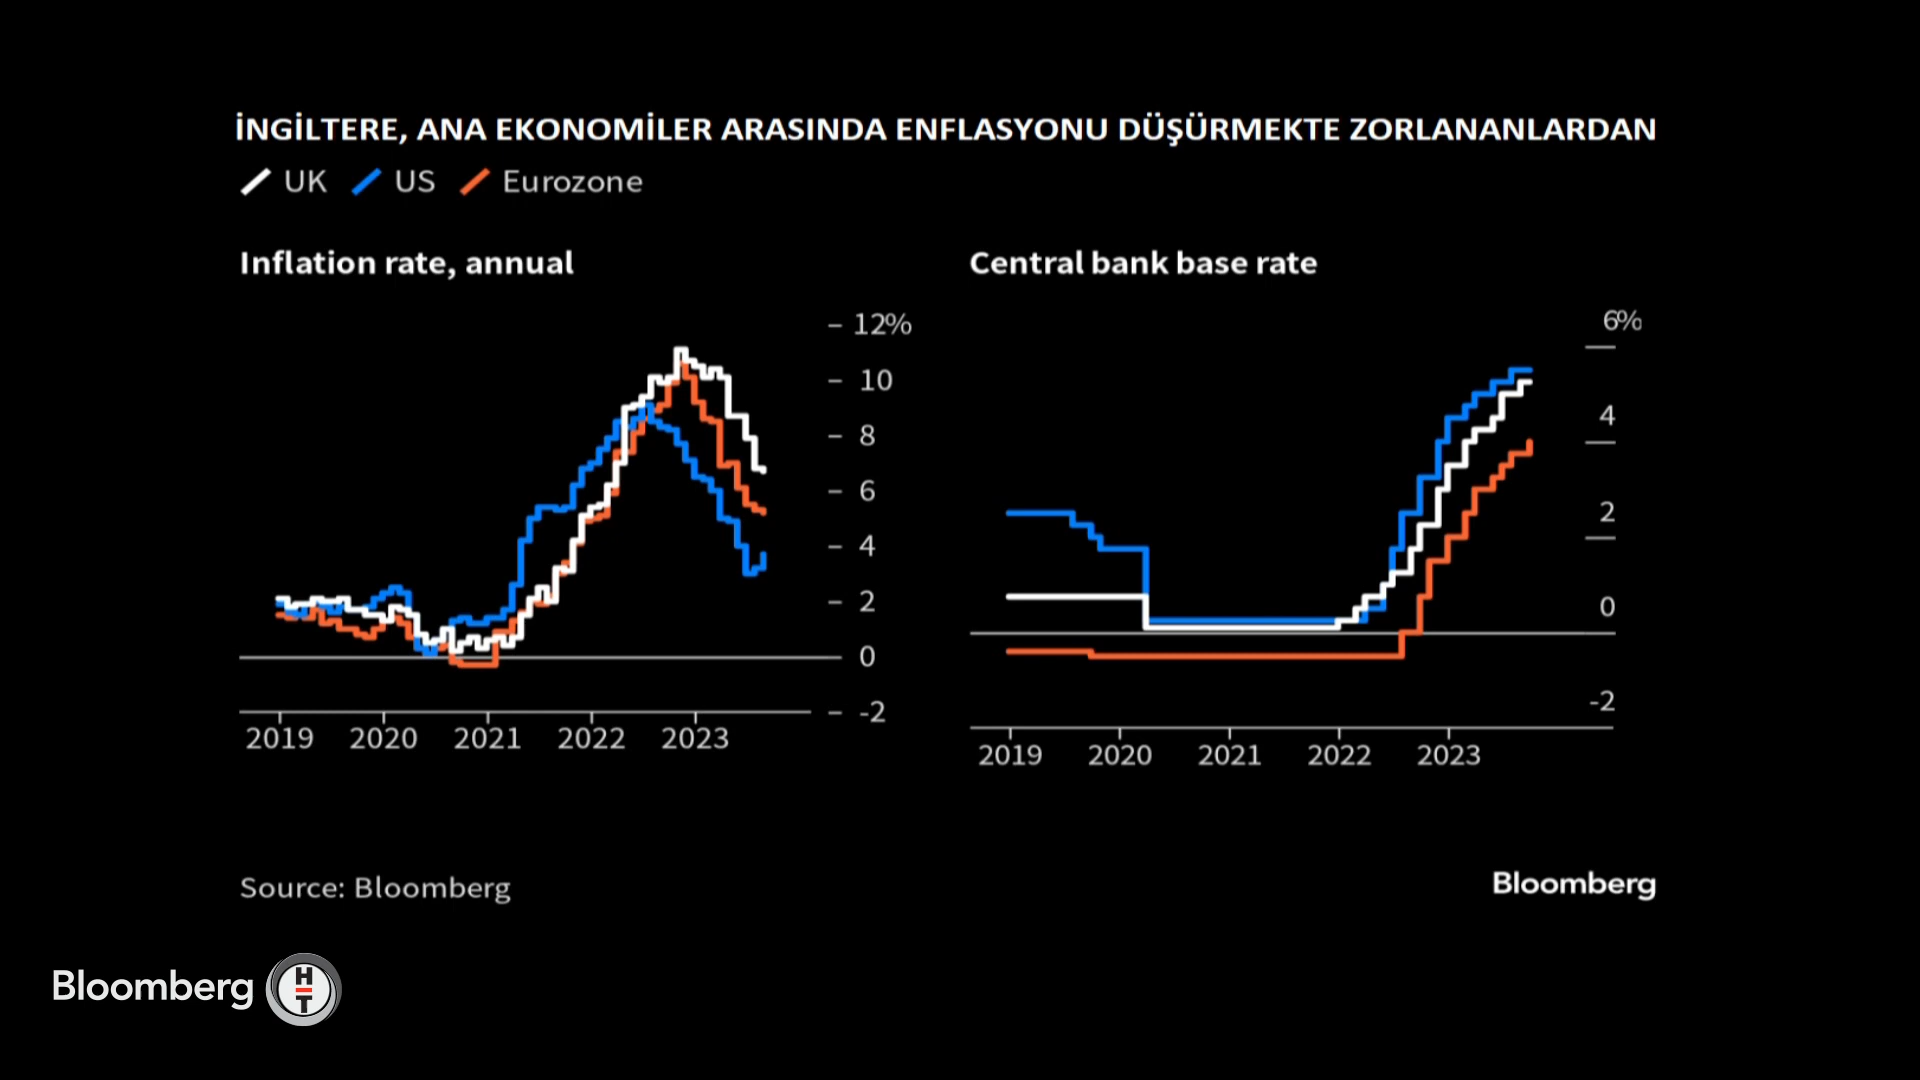 İNGİLTERE, ANA EKONOMİLER ARASINDA ENFLASYONU DÜŞÜRMEKTE ZORLANANLARDAN
UK US Eurozone
Inflation rate, annual
12%
10
8
6
4
2
0
-2
2019 2020 2021 2022 2023
Central bank base rate
6%
4
2
0
-2
2019 2020 2021 2022 2023
Source: Bloomberg
Bloomberg
Bloomberg HT